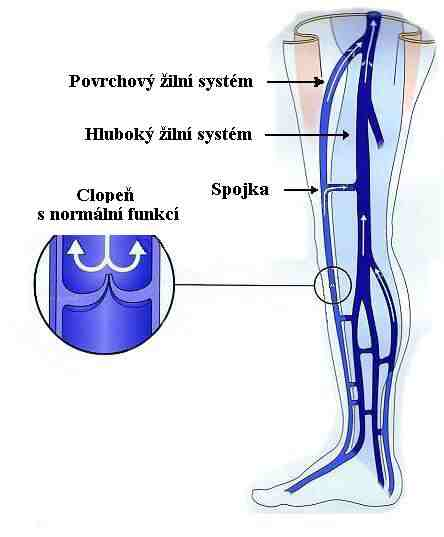 Povrchový žilní systém
Hluboký žilní systém
Spojka
Clopeň
s normální funkcí